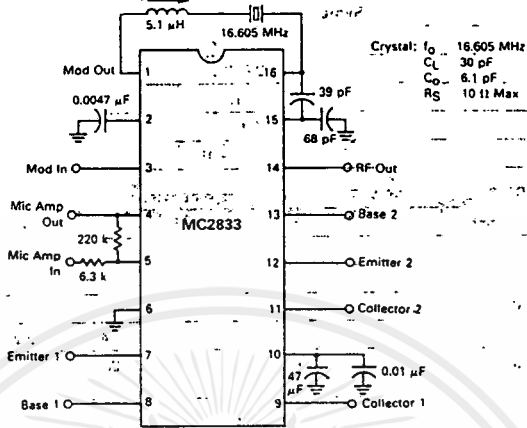 5.1 μH
16.605 MHz
Crystal: fo 16.605 MHz
CL 30 pF
Co 6.1 pF
RS 10 Ω Max
Mod Out
1
16
39 pF
0.0047 μF
2
15
68 pF
Mod In
3
14
RF Out
Mic Amp
Out
4
MC2833
13
Base 2
220 k
Mic Amp
In
6.3 k
5
12
Emitter 2
6
11
Collector 2
Emitter 1
7
10
47
μF
0.01 μF
Base 1
8
9
Collector 1